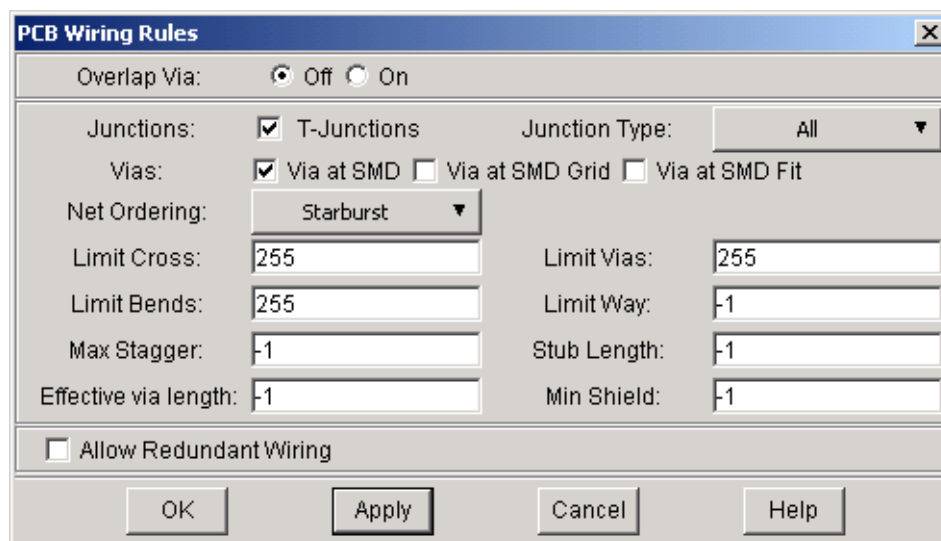 PCB Wiring Rules
Overlap Via: Off On
Junctions: T-Junctions Junction Type: All
Vias: Via at SMD Via at SMD Grid Via at SMD Fit
Net Ordering: Starburst
Limit Cross: 255 Limit Vias: 255
Limit Bends: 255 Limit Way: -1
Max Stagger: -1 Stub Length: -1
Effective via length: -1 Min Shield: -1
Allow Redundant Wiring
OK Apply Cancel Help